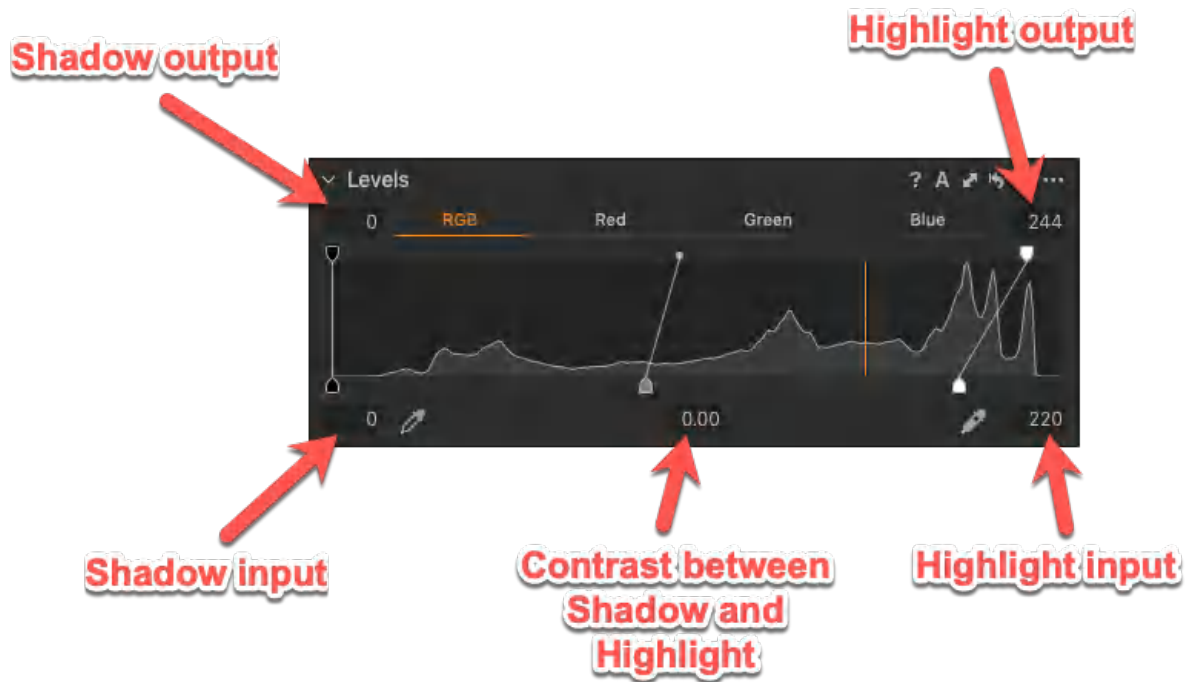 Highlight output
Shadow output
Levels
? A
0 RGB Red Green Blue 244
0 0.00 220
Shadow input
Contrast between
Shadow and
Highlight
Highlight input